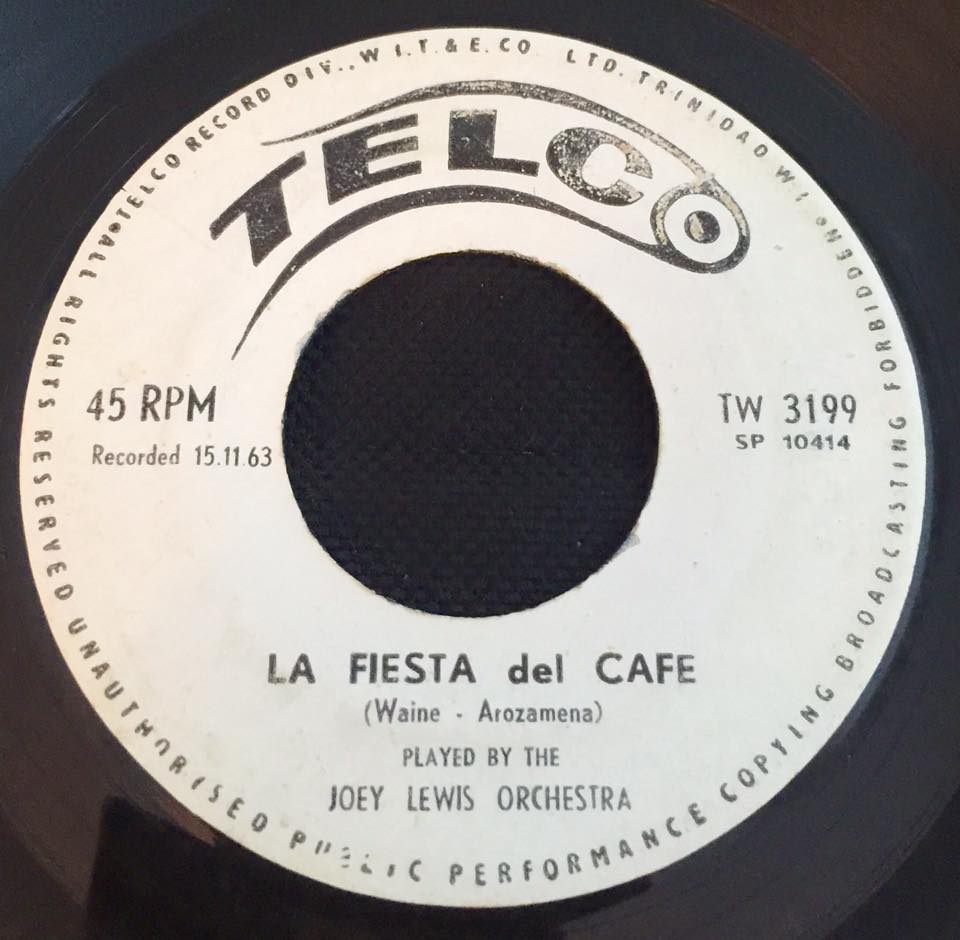 TELCO
45 RPM
Recorded 15.11.63
TW 3199
SP 10414
LA FIESTA del CAFE
(Waine - Arozamena)
PLAYED BY THE
JOEY LEWIS ORCHESTRA
TELCO RECORD DIV., W.I.T. & E. CO LTD. TRINIDAD W.I.
ALL RIGHTS RESERVED UNAUTHORISED PUBLIC PERFORMANCE COPYING BROADCASTING FORBIDDEN